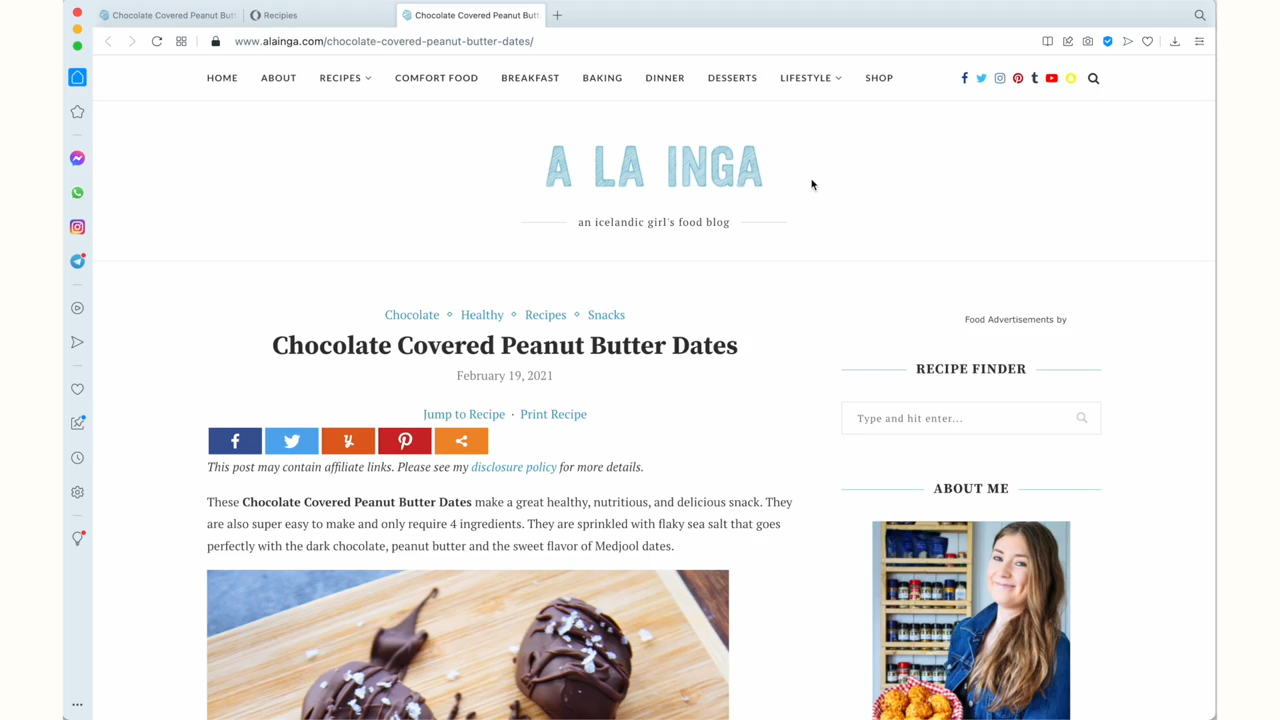 Chocolate Covered Peanut But
Recipies
Chocolate Covered Peanut But
www.alainga.com/chocolate-covered-peanut-butter-dates/
HOME ABOUT RECIPES COMFORT FOOD BREAKFAST BAKING DINNER DESSERTS LIFESTYLE SHOP
A LA INGA
an icelandic girl's food blog
Chocolate Healthy Recipes Snacks
Chocolate Covered Peanut Butter Dates
February 19, 2021
Jump to Recipe · Print Recipe
This post may contain affiliate links. Please see my disclosure policy for more details.
These Chocolate Covered Peanut Butter Dates make a great healthy, nutritious, and delicious snack. They
are also super easy to make and only require 4 ingredients. They are sprinkled with flaky sea salt that goes
perfectly with the dark chocolate, peanut butter and the sweet flavor of Medjool dates.
Food Advertisements by
RECIPE FINDER
Type and hit enter...
ABOUT ME